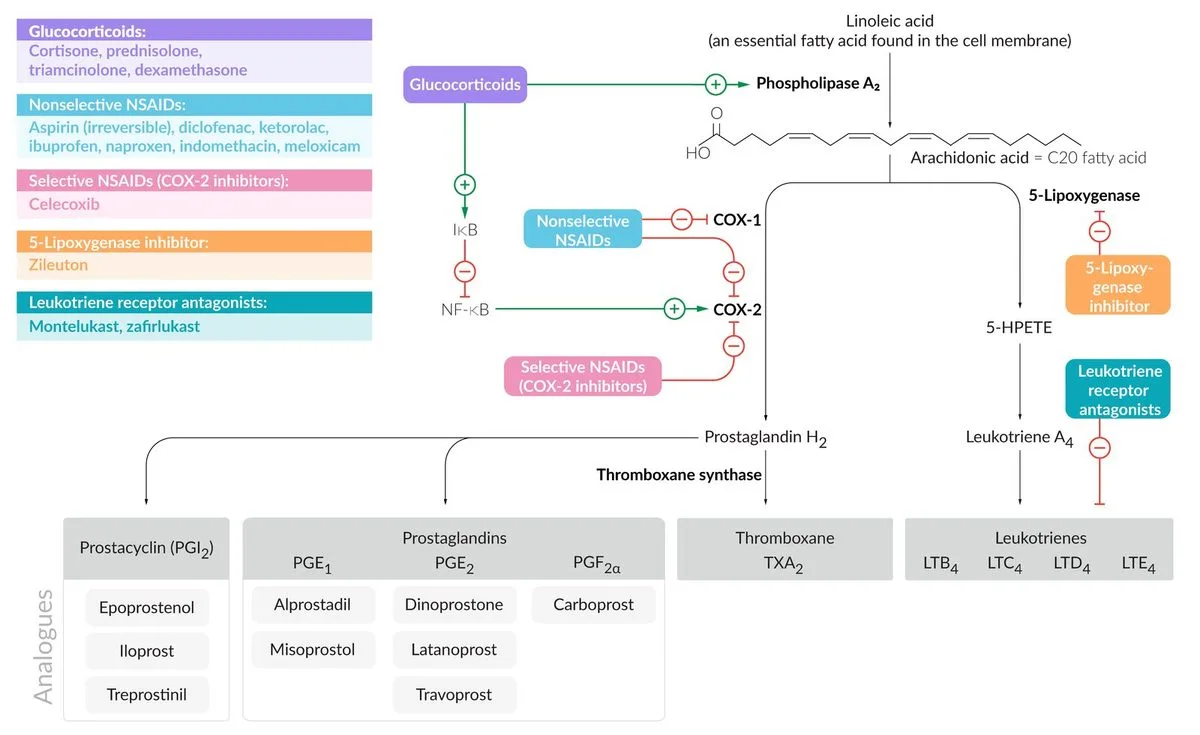 Glucocorticoids:
Cortisone, prednisolone,
triamcinolone, dexamethasone
Nonselective NSAIDs:
Aspirin (irreversible), diclofenac, ketorolac,
ibuprofen, naproxen, indomethacin, meloxicam
Selective NSAIDs (COX-2 inhibitors):
Celecoxib
5-Lipoxygenase inhibitor:
Zileuton
Leukotriene receptor antagonists:
Montelukast, zafirlukast
Linoleic acid
(an essential fatty acid found in the cell membrane)
Glucocorticoids
+
Phospholipase A₂
O
HO
Arachidonic acid = C20 fatty acid
+
IκB
−
NF-κB
+
Nonselective
NSAIDs
−
COX-1
−
COX-2
−
Selective NSAIDs
(COX-2 inhibitors)
5-Lipoxygenase
−
5-Lipoxy-
genase
inhibitor
5-HPETE
Leukotriene
receptor
antagonists
−
Prostaglandin H₂
Leukotriene A₄
Thromboxane synthase
Prostacyclin (PGI₂)
Prostaglandins
PGE₁ PGE₂ PGF₂α
Thromboxane
TXA₂
Leukotrienes
LTB₄ LTC₄ LTD₄ LTE₄
Analogues
Epoprostenol
Iloprost
Treprostinil
Alprostadil
Misoprostol
Dinoprostone
Latanoprost
Travoprost
Carboprost